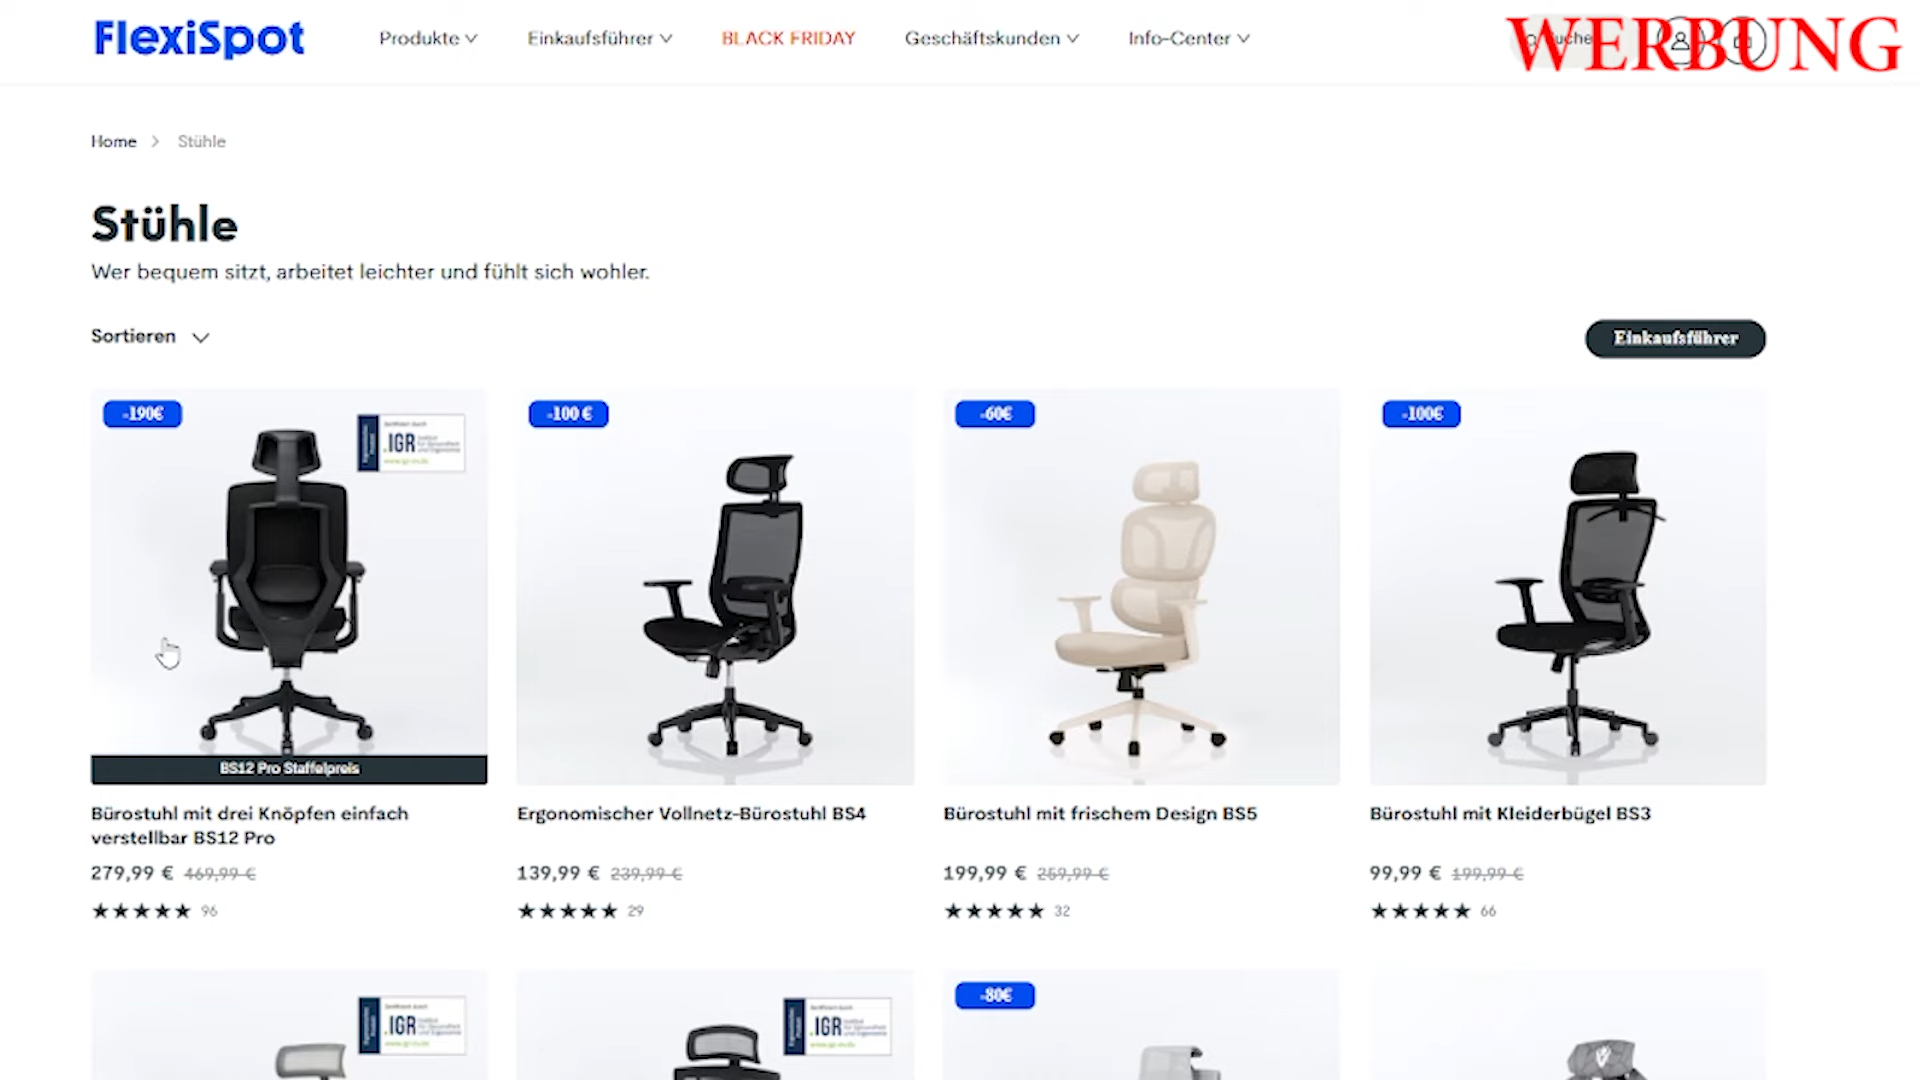 FlexiSpot
Produkte
Einkaufsführer
BLACK FRIDAY
Geschäftskunden
Info-Center
Suche
WERBUNG
Home > Stühle
Stühle
Wer bequem sitzt, arbeitet leichter und fühlt sich wohler.
Sortieren
Einkaufsführer
-190€
IGR
-100 €
-60€
-100€
BS12 Pro Staffelpreis
Bürostuhl mit drei Knöpfen einfach
verstellbar BS12 Pro
279,99 € 469,99 €
96
Ergonomischer Vollnetz-Bürostuhl BS4
139,99 € 239,99 €
29
Bürostuhl mit frischem Design BS5
199,99 € 259,99 €
32
Bürostuhl mit Kleiderbügel BS3
99,99 € 199,99 €
66
IGR
IGR
-80€